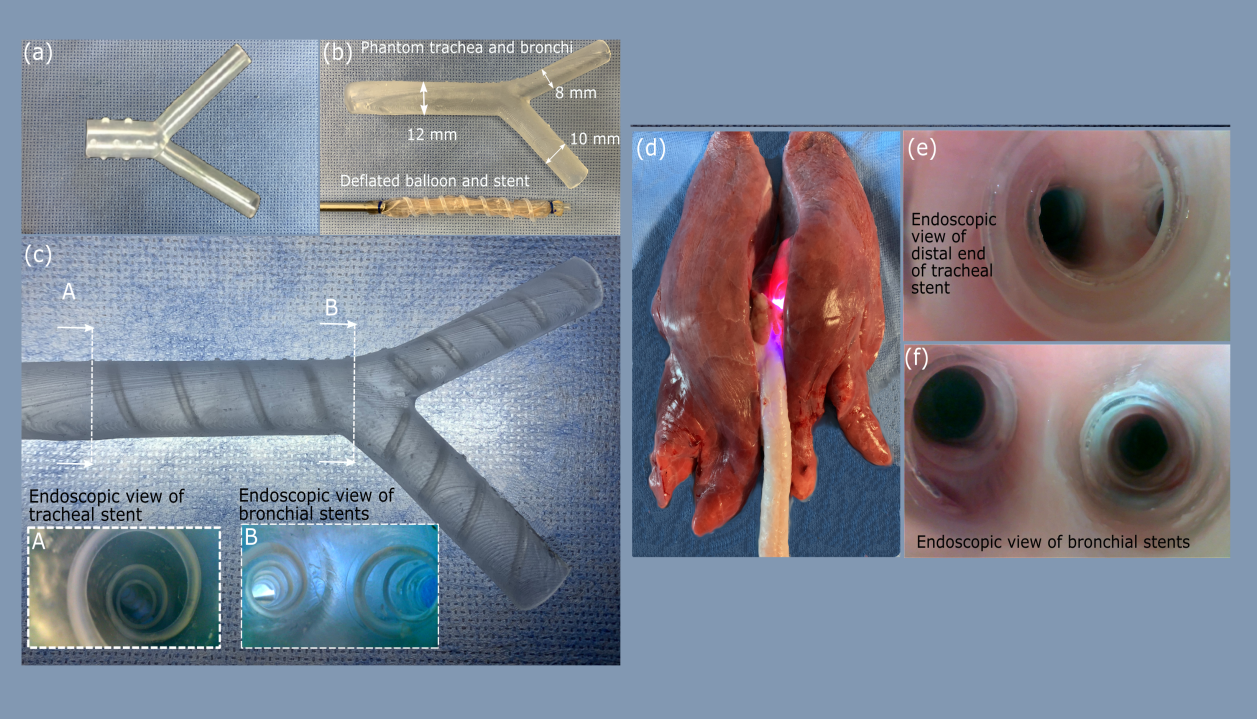 (a)
(b) Phantom trachea and bronchi
8 mm
12 mm
10 mm
Deflated balloon and stent
(c)
A
B
Endoscopic view of
tracheal stent
A
Endoscopic view of
bronchial stents
B
(d)
(e)
Endoscopic
view of
distal end
of tracheal
stent
(f)
Endoscopic view of bronchial stents